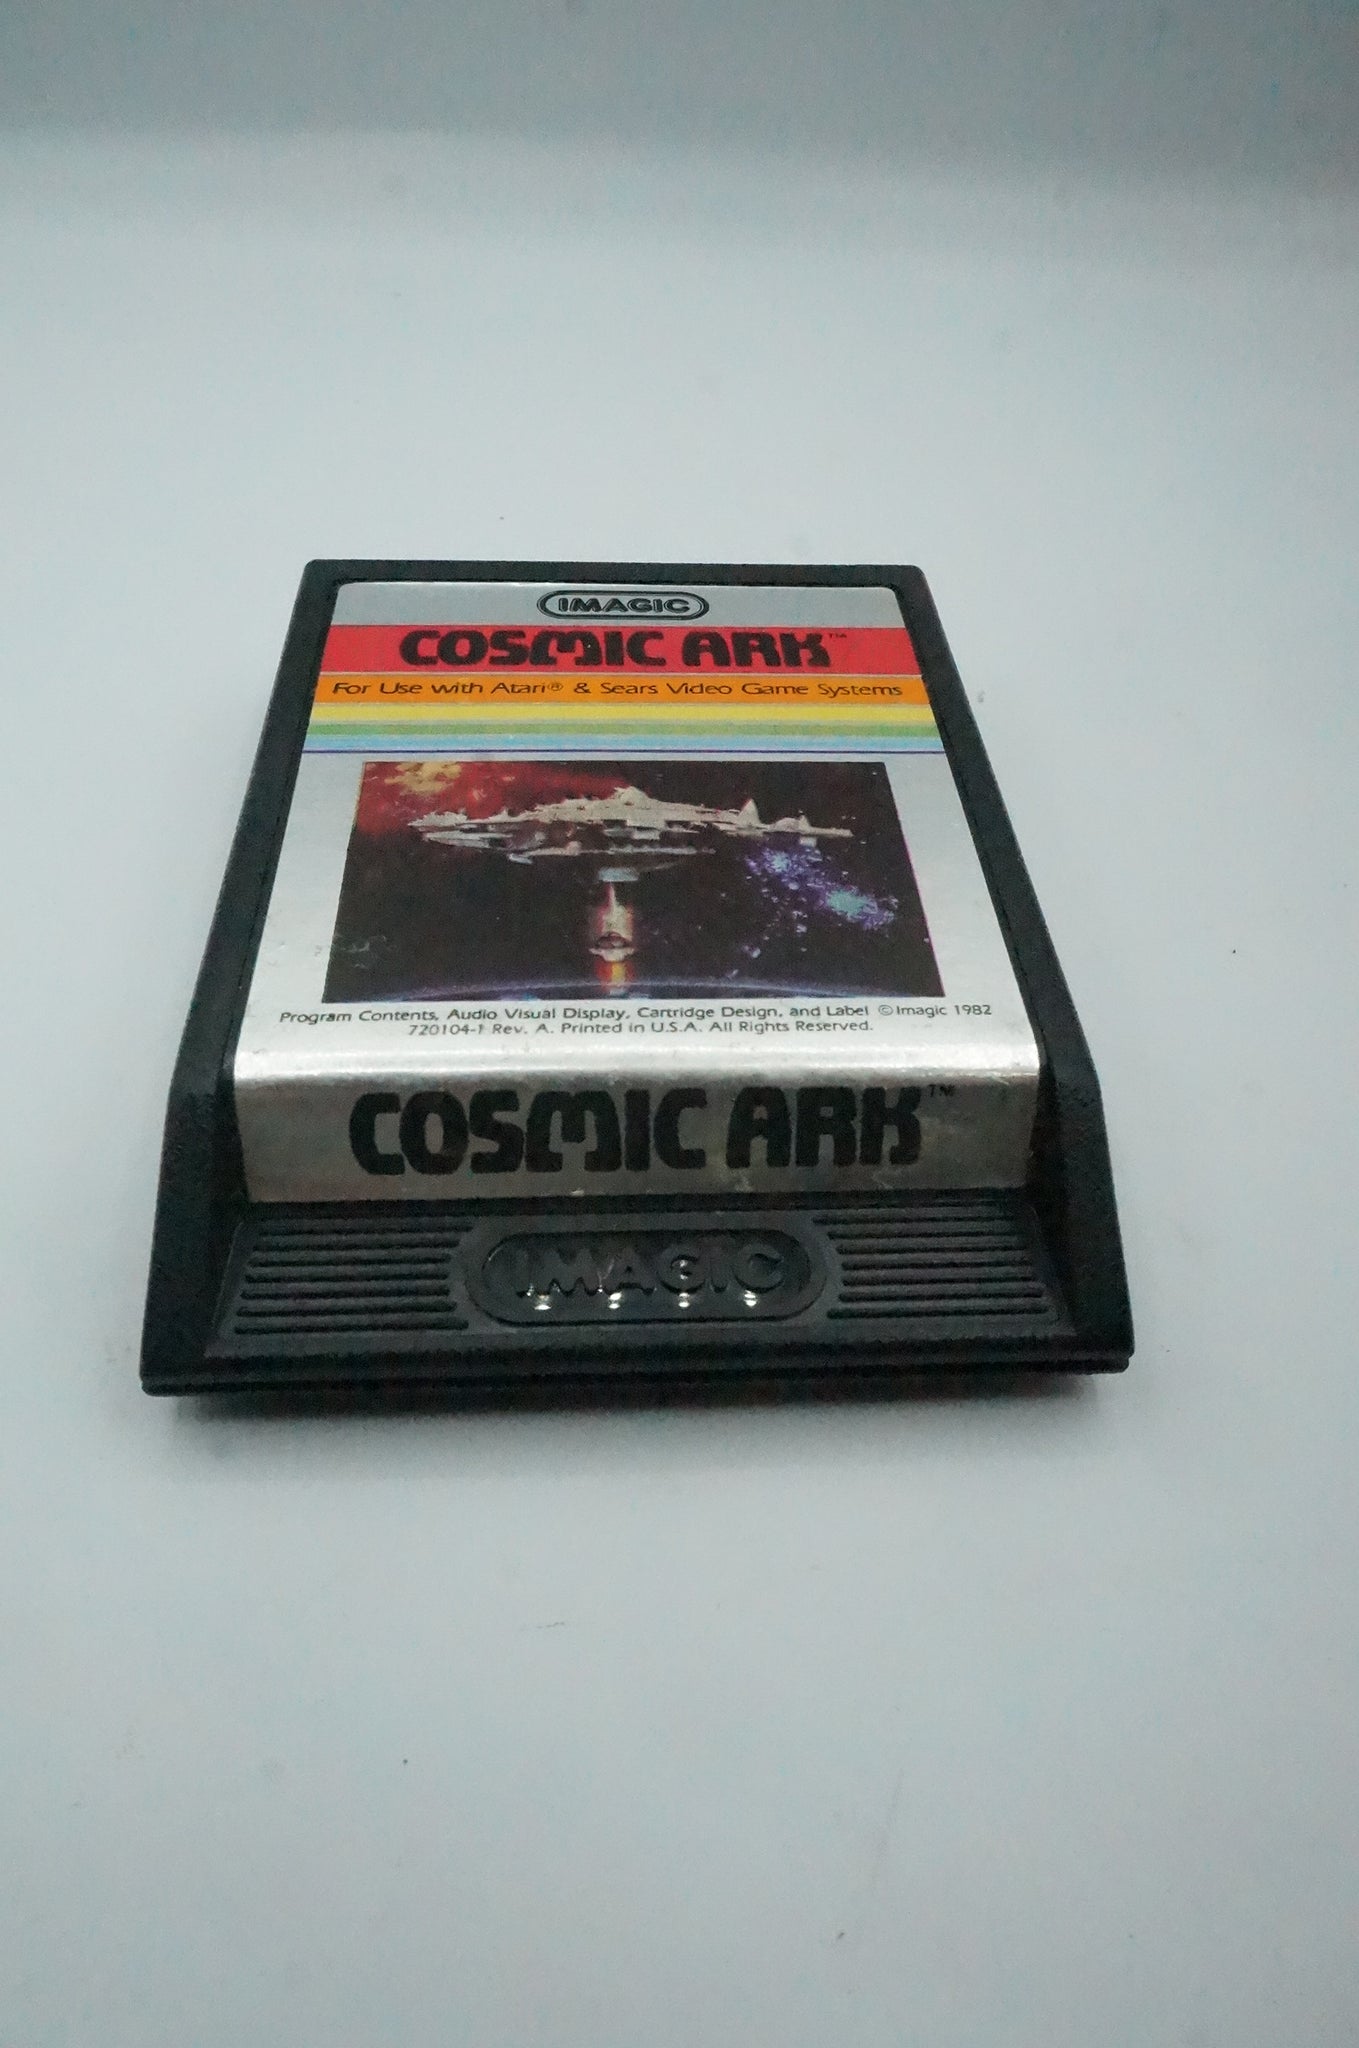 IMAGIC
COSMIC ARK™
For Use with Atari® & Sears Video Game Systems
Program Contents, Audio Visual Display, Cartridge Design, and Label © Imagic 1982
720104-1 Rev. A. Printed in U.S.A. All Rights Reserved.
COSMIC ARK™
IMAGIC